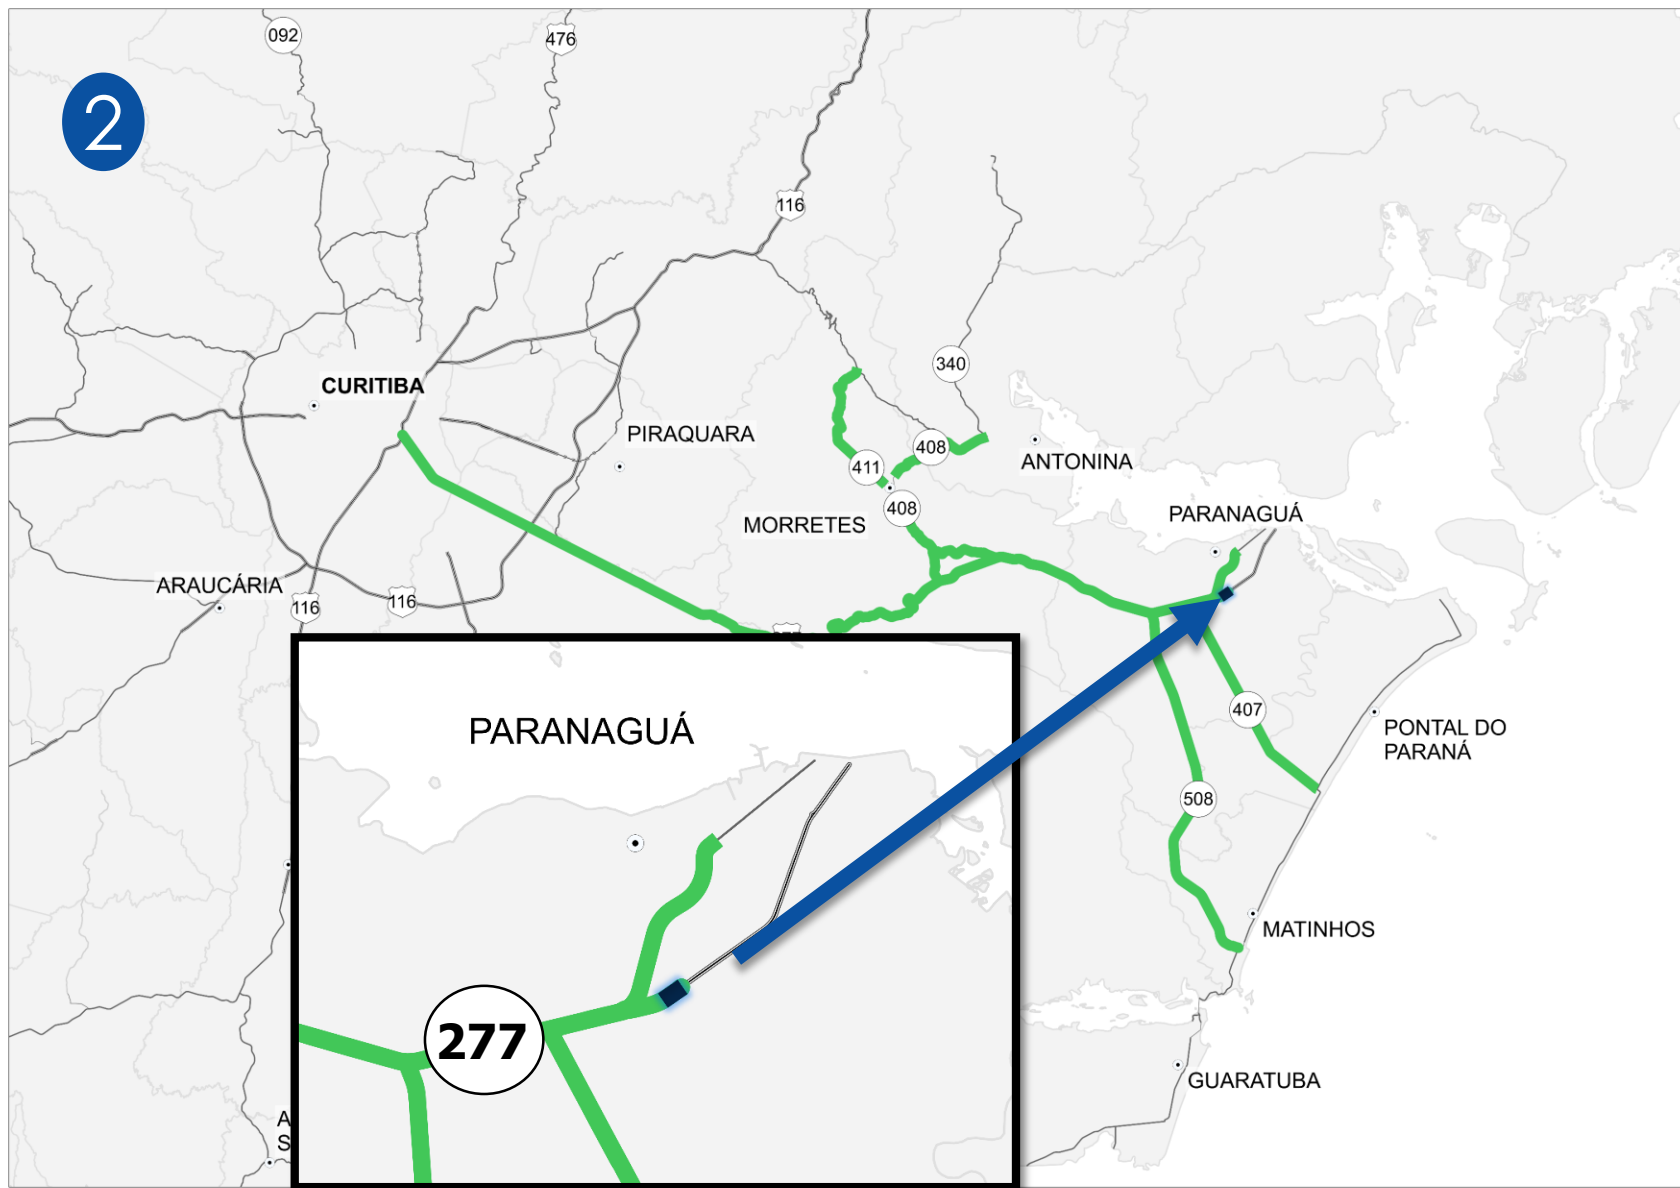 092
476
2
116
340
CURITIBA
PIRAQUARA
408
ANTONINA
411
408
PARANAGUÁ
MORRETES
ARAUCÁRIA
116
116
407
PONTAL DO
PARANÁ
PARANAGUÁ
508
MATINHOS
277
GUARATUBA
A
S